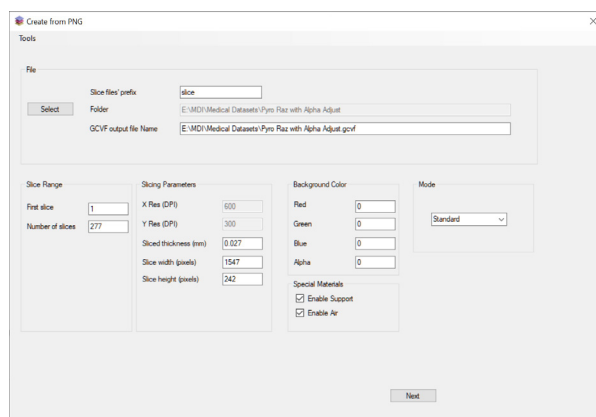 Create from PNG
Tools
File
Slice files' prefix slice
Select Folder E:\MDI\Medical Datasets\Pyro Raz with Alpha Adjust
GCVF output file Name E:\MDI\Medical Datasets\Pyro Raz with Alpha Adjust.gcvf
Slice Range Slicing Parameters Background Color Mode
First slice 1 X Res (DPI) 600 Red 0 Standard
Number of slices 277 Y Res (DPI) 300 Green 0
Sliced thickness (mm) 0.027 Blue 0
Slice width (pixels) 1547 Alpha 0
Slice height (pixels) 242 Special Materials
Enable Support
Enable Air
Next